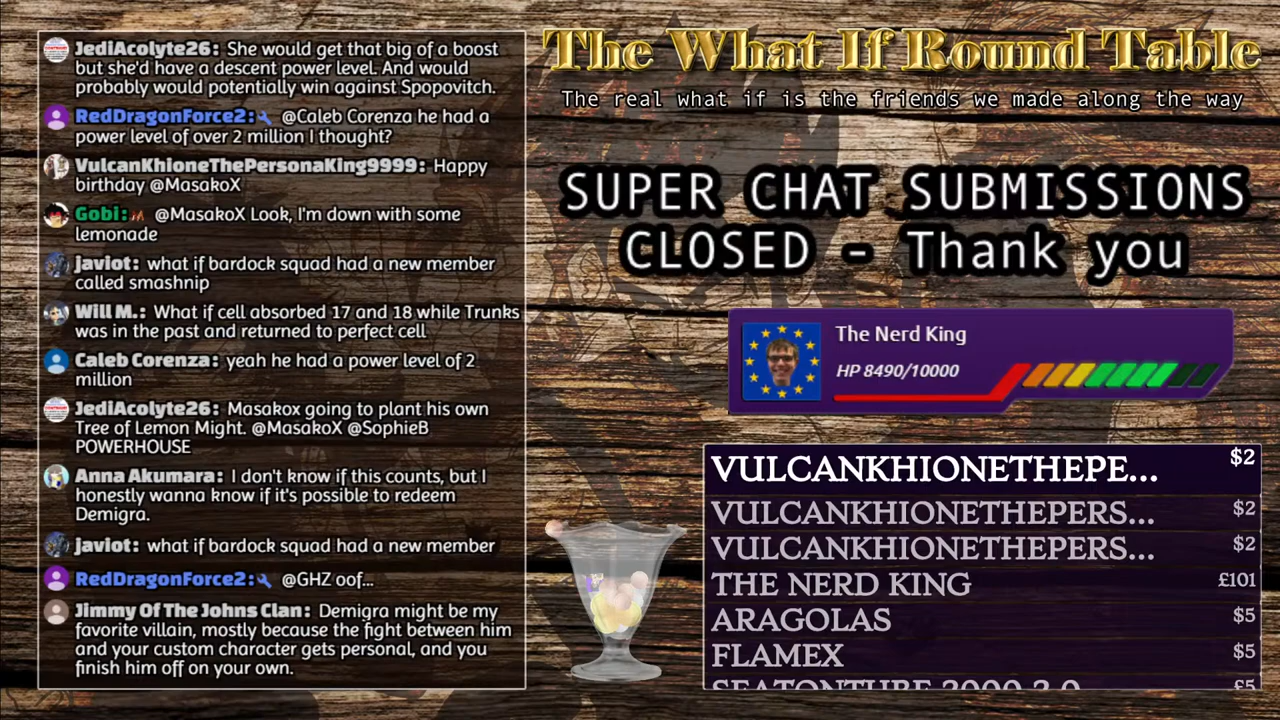 JediAcolyte26: She would get that big of a boost
but she'd have a descent power level. And would
probably would potentially win against Spopovitch.
RedDragonForce2: @Caleb Corenza he had a
power level of over 2 million I thought?
VulcanKhioneThePersonaKing9999: Happy
birthday @MasakoX
Gobi: @MasakoX Look, I'm down with some
lemonade
javiot: what if bardock squad had a new member
called smashnip
Will M.: What if cell absorbed 17 and 18 while Trunks
was in the past and returned to perfect cell
Caleb Corenza: yeah he had a power level of 2
million
JediAcolyte26: Masakox going to plant his own
Tree of Lemon Might. @MasakoX @SophieB
POWERHOUSE
Anna Akumara: I don't know if this counts, but I
honestly wanna know if it's possible to redeem
Demigra.
javiot: what if bardock squad had a new member
RedDragonForce2: @GHZ oof...
Jimmy Of The Johns Clan: Demigra might be my
favorite villain, mostly because the fight between him
and your custom character gets personal, and you
finish him off on your own.
The What If Round Table
The real what if is the friends we made along the way
SUPER CHAT SUBMISSIONS
CLOSED - Thank you
The Nerd King
HP 8490/10000
VULCANKHIONETHEPE... $2
VULCANKHIONETHEPERS... $2
VULCANKHIONETHEPERS... $2
THE NERD KING £101
ARAGOLAS $5
FLAMEX $5
SEATONTUBE 2000 2.0 £5